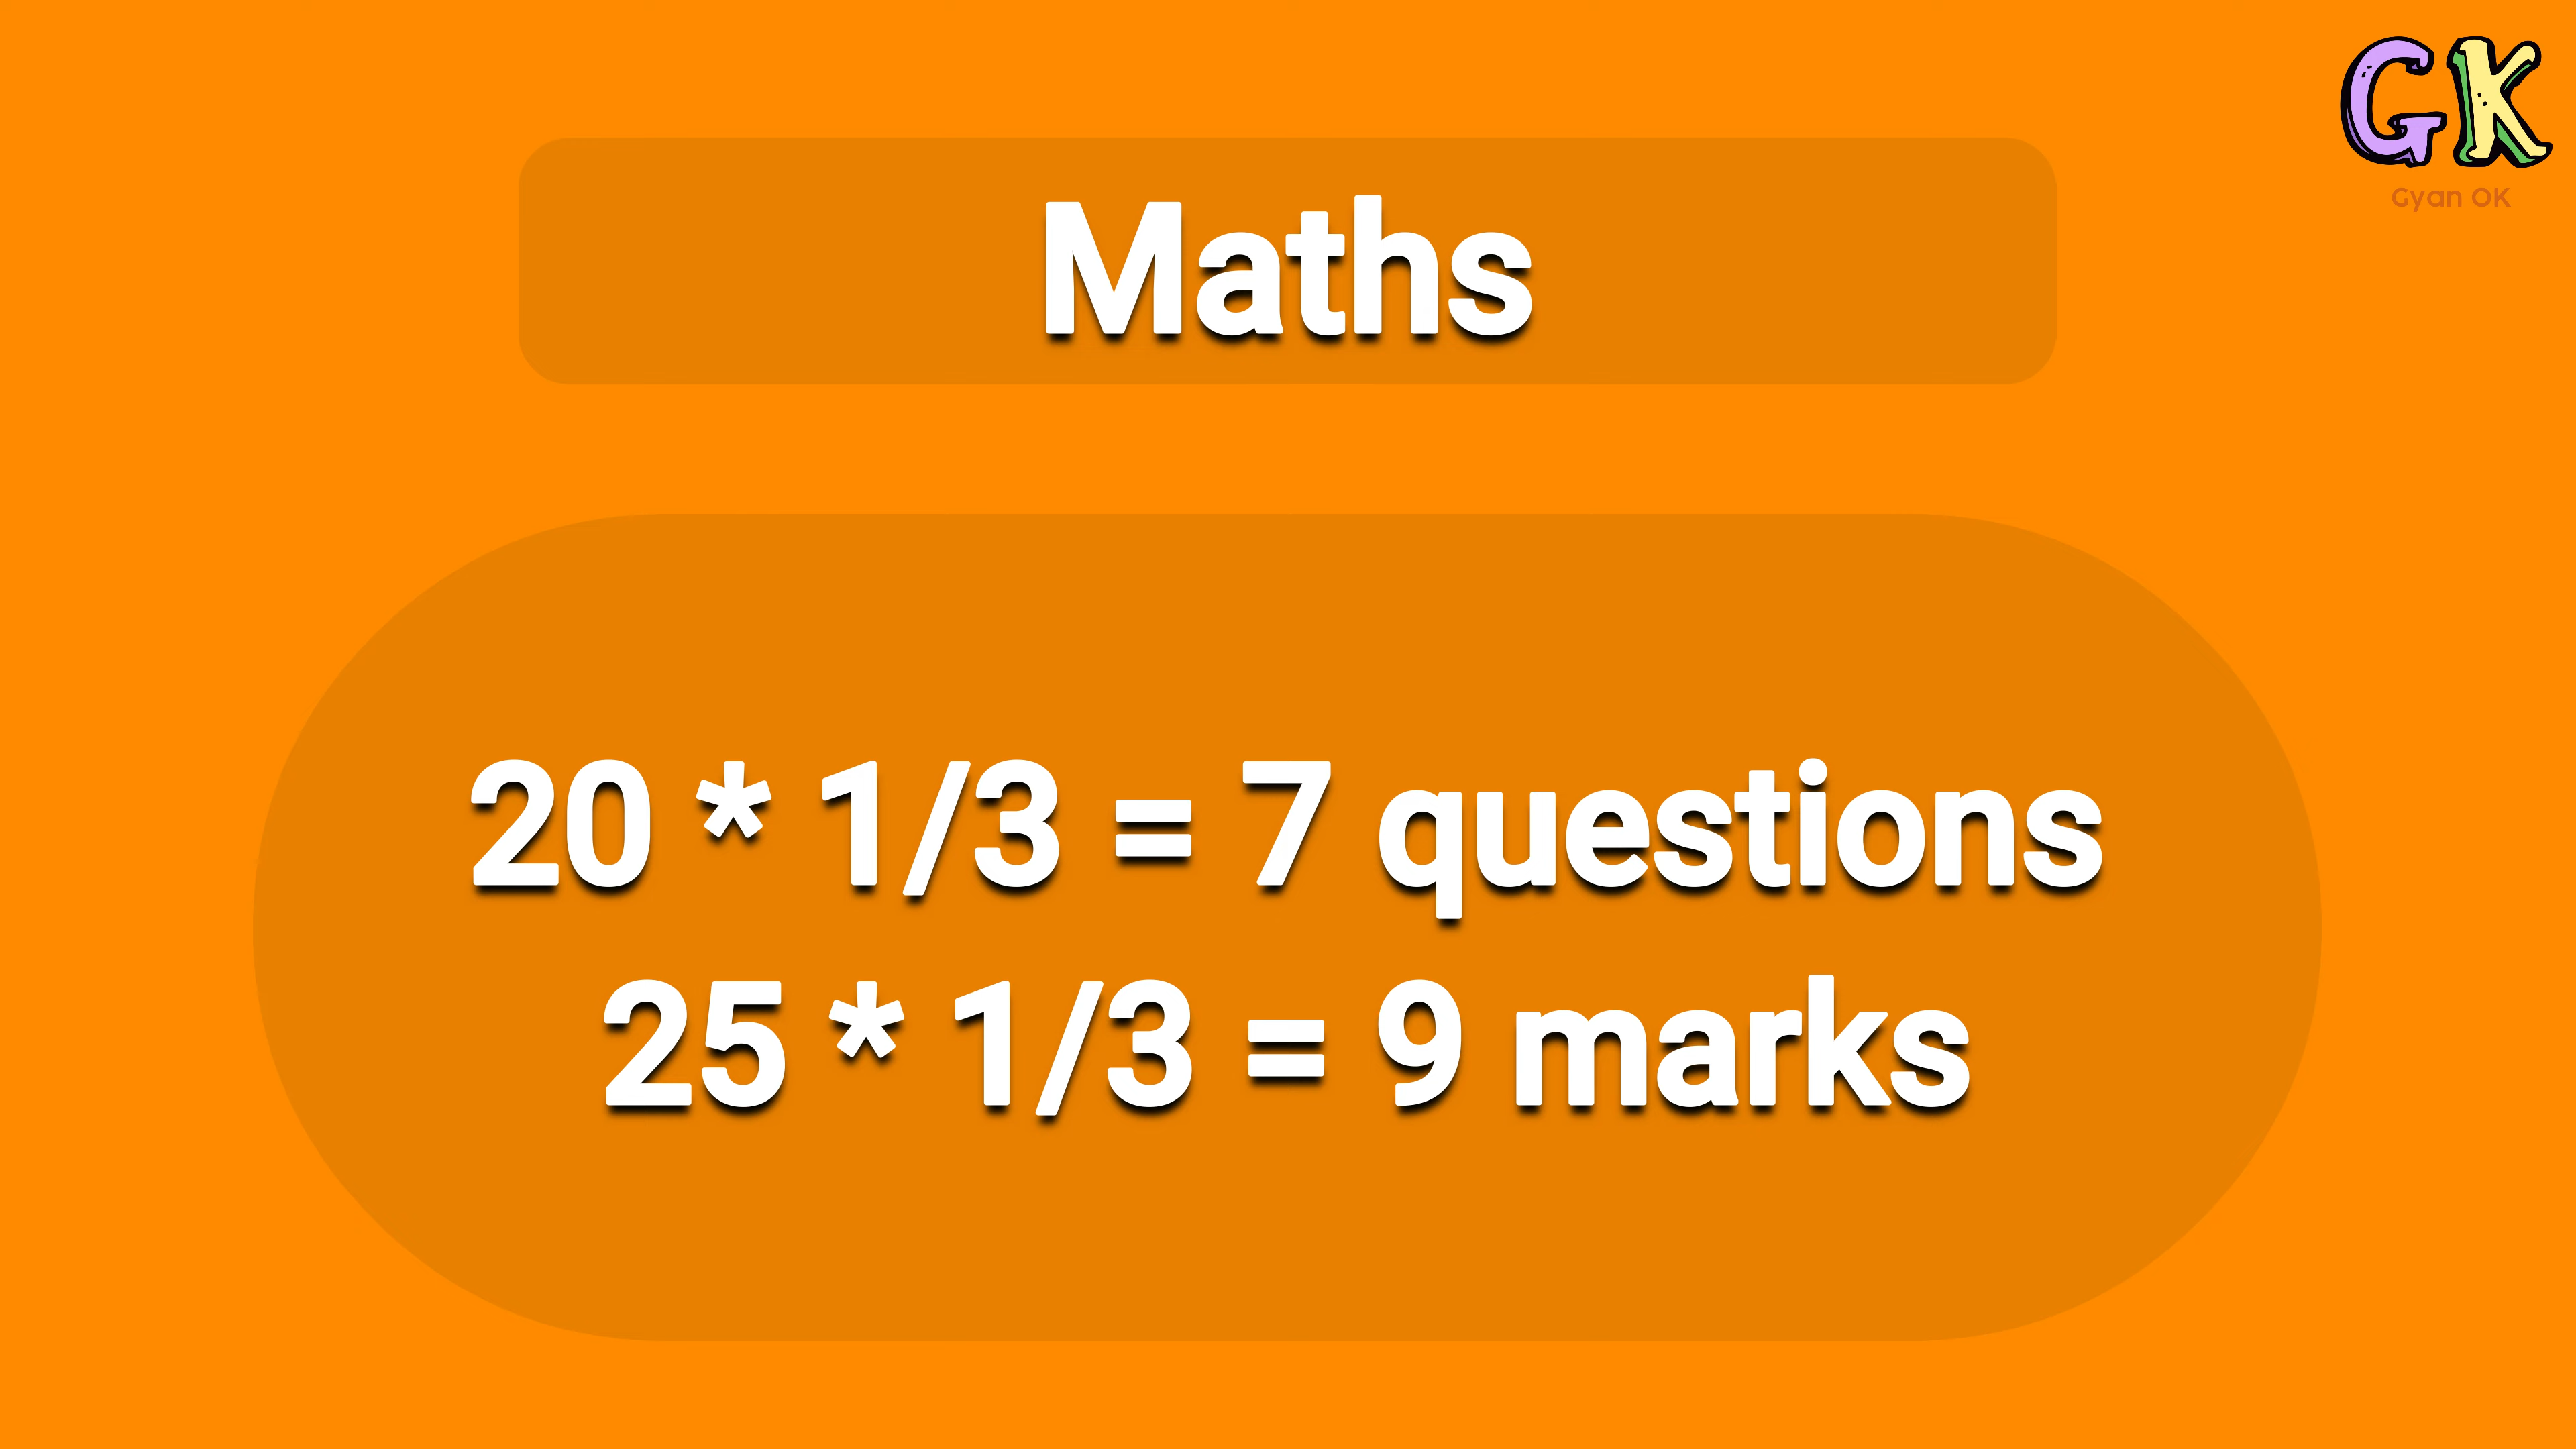 GK
Gyan OK
Maths
20 * 1/3 = 7 questions
25 * 1/3 = 9 marks